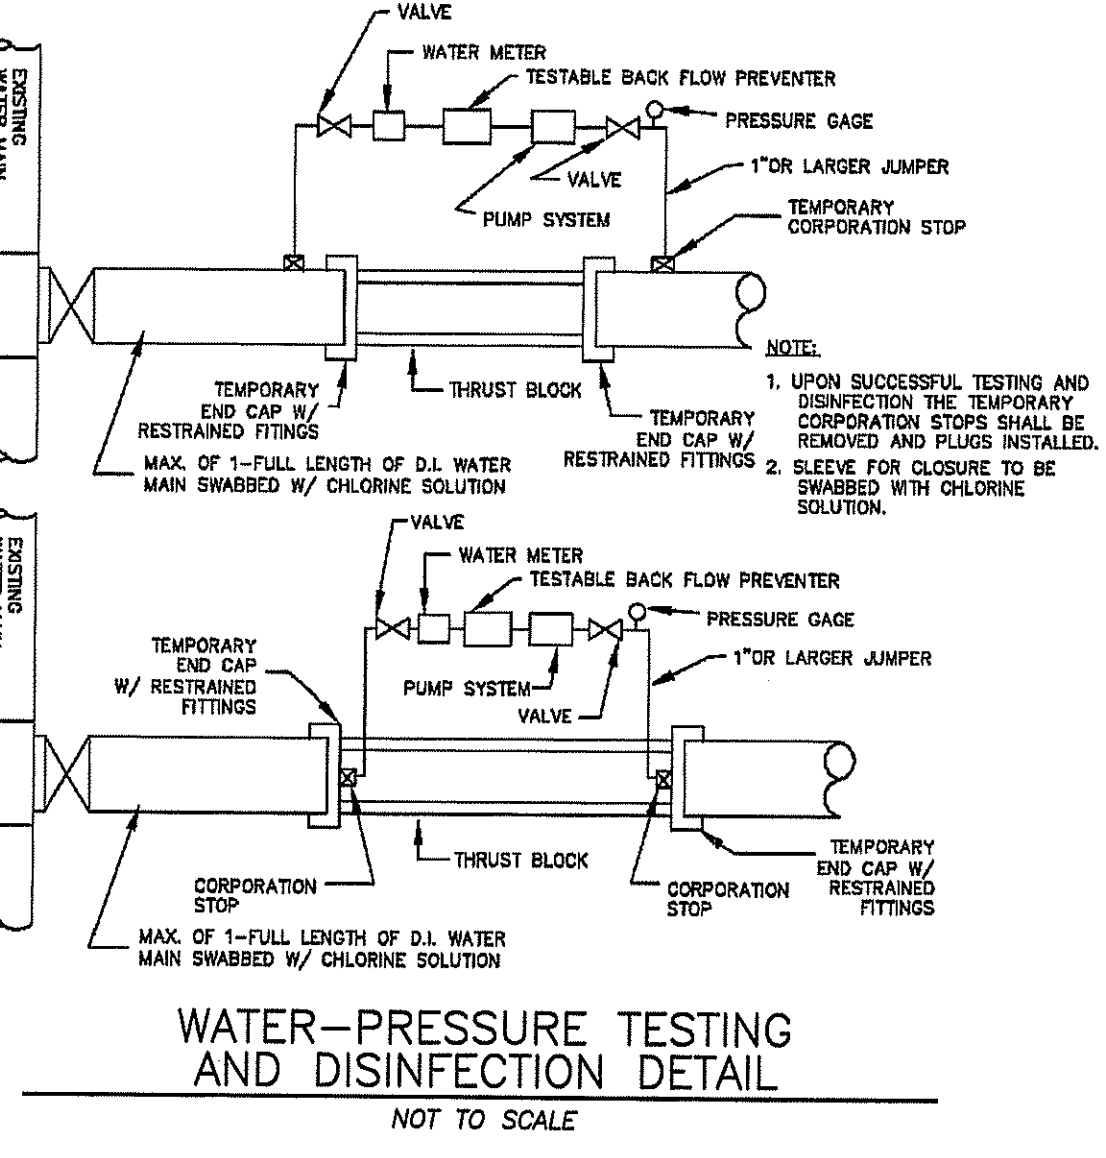 VALVE
WATER METER
TESTABLE BACK FLOW PREVENTER
PRESSURE GAGE
1"OR LARGER JUMPER
VALVE
PUMP SYSTEM
TEMPORARY
CORPORATION STOP
EXISTING
WATER MAIN
TEMPORARY
END CAP W/
RESTRAINED FITINGS
THRUST BLOCK
TEMPORARY
END CAP W/
RESTRAINED FITTINGS
MAX. OF 1-FULL LENGTH OF D.I. WATER
MAIN SWABBED W/ CHLORINE SOLUTION
NOTE:
1. UPON SUCCESSFUL TESTING AND
DISINFECTION THE TEMPORARY
CORPORATION STOPS SHALL BE
REMOVED AND PLUGS INSTALLED.
2. SLEEVE FOR CLOSURE TO BE
SWABBED WITH CHLORINE
SOLUTION.
VALVE
WATER METER
TESTABLE BACK FLOW PREVENTER
PRESSURE GAGE
1"OR LARGER JUMPER
PUMP SYSTEM
VALVE
EXISTING
TEMPORARY
END CAP
W/ RESTRAINED
FITTINGS
THRUST BLOCK
CORPORATION
STOP
CORPORATION
STOP
TEMPORARY
END CAP W/
RESTRAINED
FITTINGS
MAX. OF 1-FULL LENGTH OF D.I. WATER
MAIN SWABBED W/ CHLORINE SOLUTION
WATER-PRESSURE TESTING
AND DISINFECTION DETAIL
NOT TO SCALE